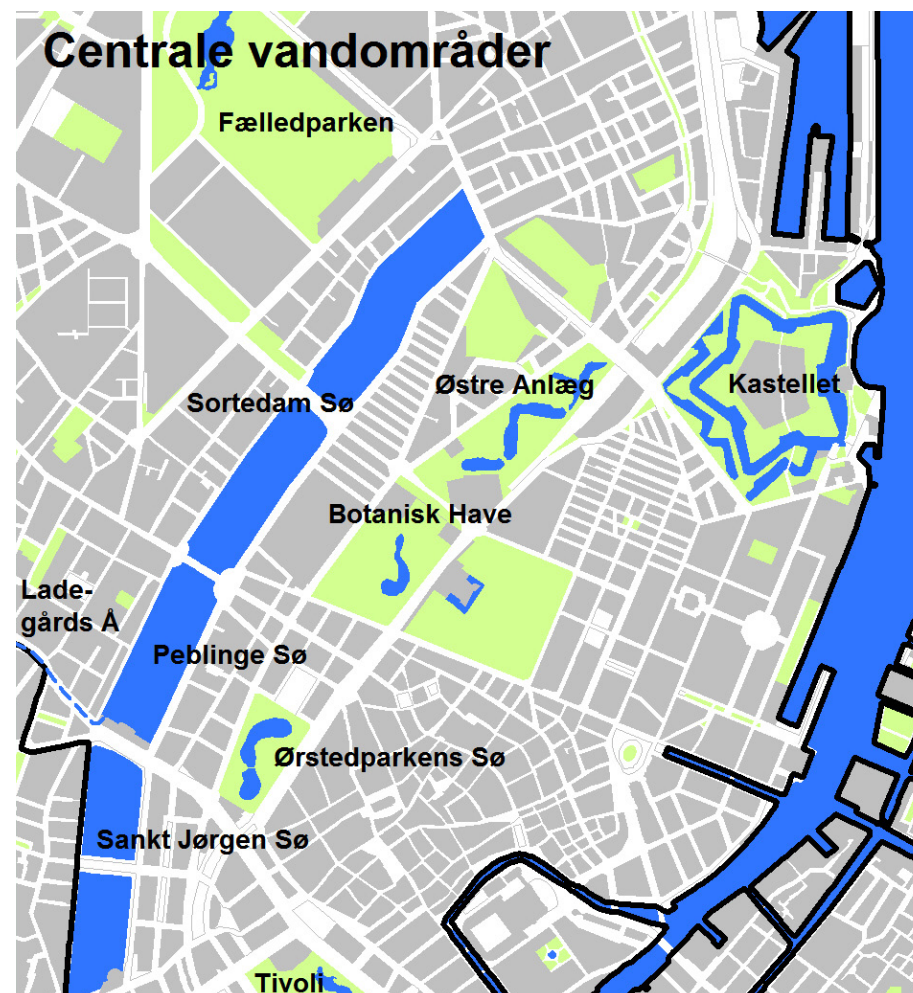 Centrale vandområder
Fælledparken
Kastellet
Østre Anlæg
Sortedam Sø
Botanisk Have
Lade-
gårds Å
Peblinge Sø
Ørstedparkens Sø
Sankt Jørgen Sø
Tivoli